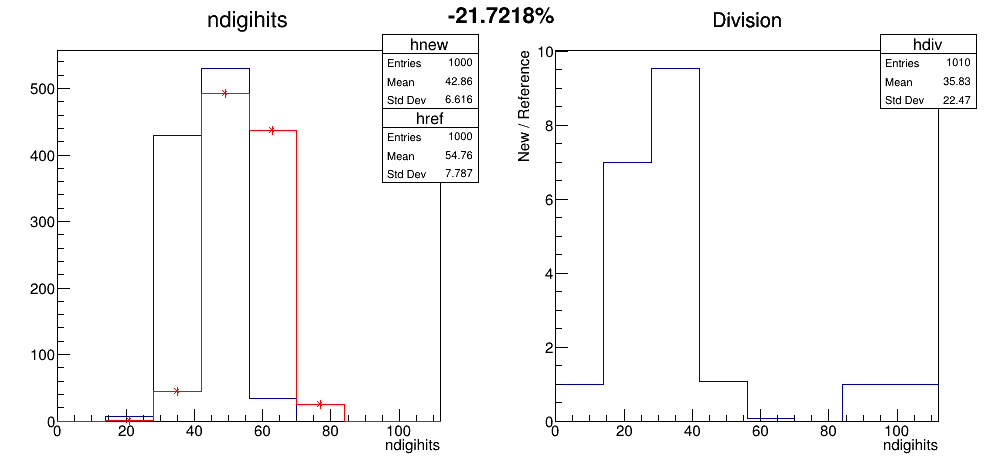 -21.7218%
ndigihits
hnew
Entries 1000
Mean 42.86
Std Dev 6.616
href
Entries 1000
Mean 54.76
Std Dev 7.787
500
400
300
200
100
0
0 20 40 60 80 100
ndigihits
Division
hdiv
Entries 1010
Mean 35.83
Std Dev 22.47
New / Reference
10
8
6
4
2
0
0 20 40 60 80 100
ndigihits